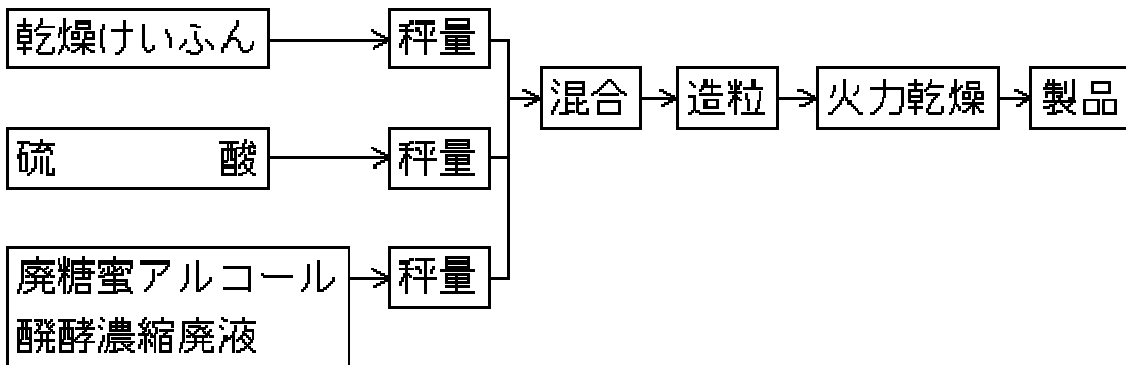 乾燥けいふん
秤量
硫　　　　酸
秤量
廃糖蜜アルコール
醗酵濃縮廃液
秤量
混合
造粒
火力乾燥
製品